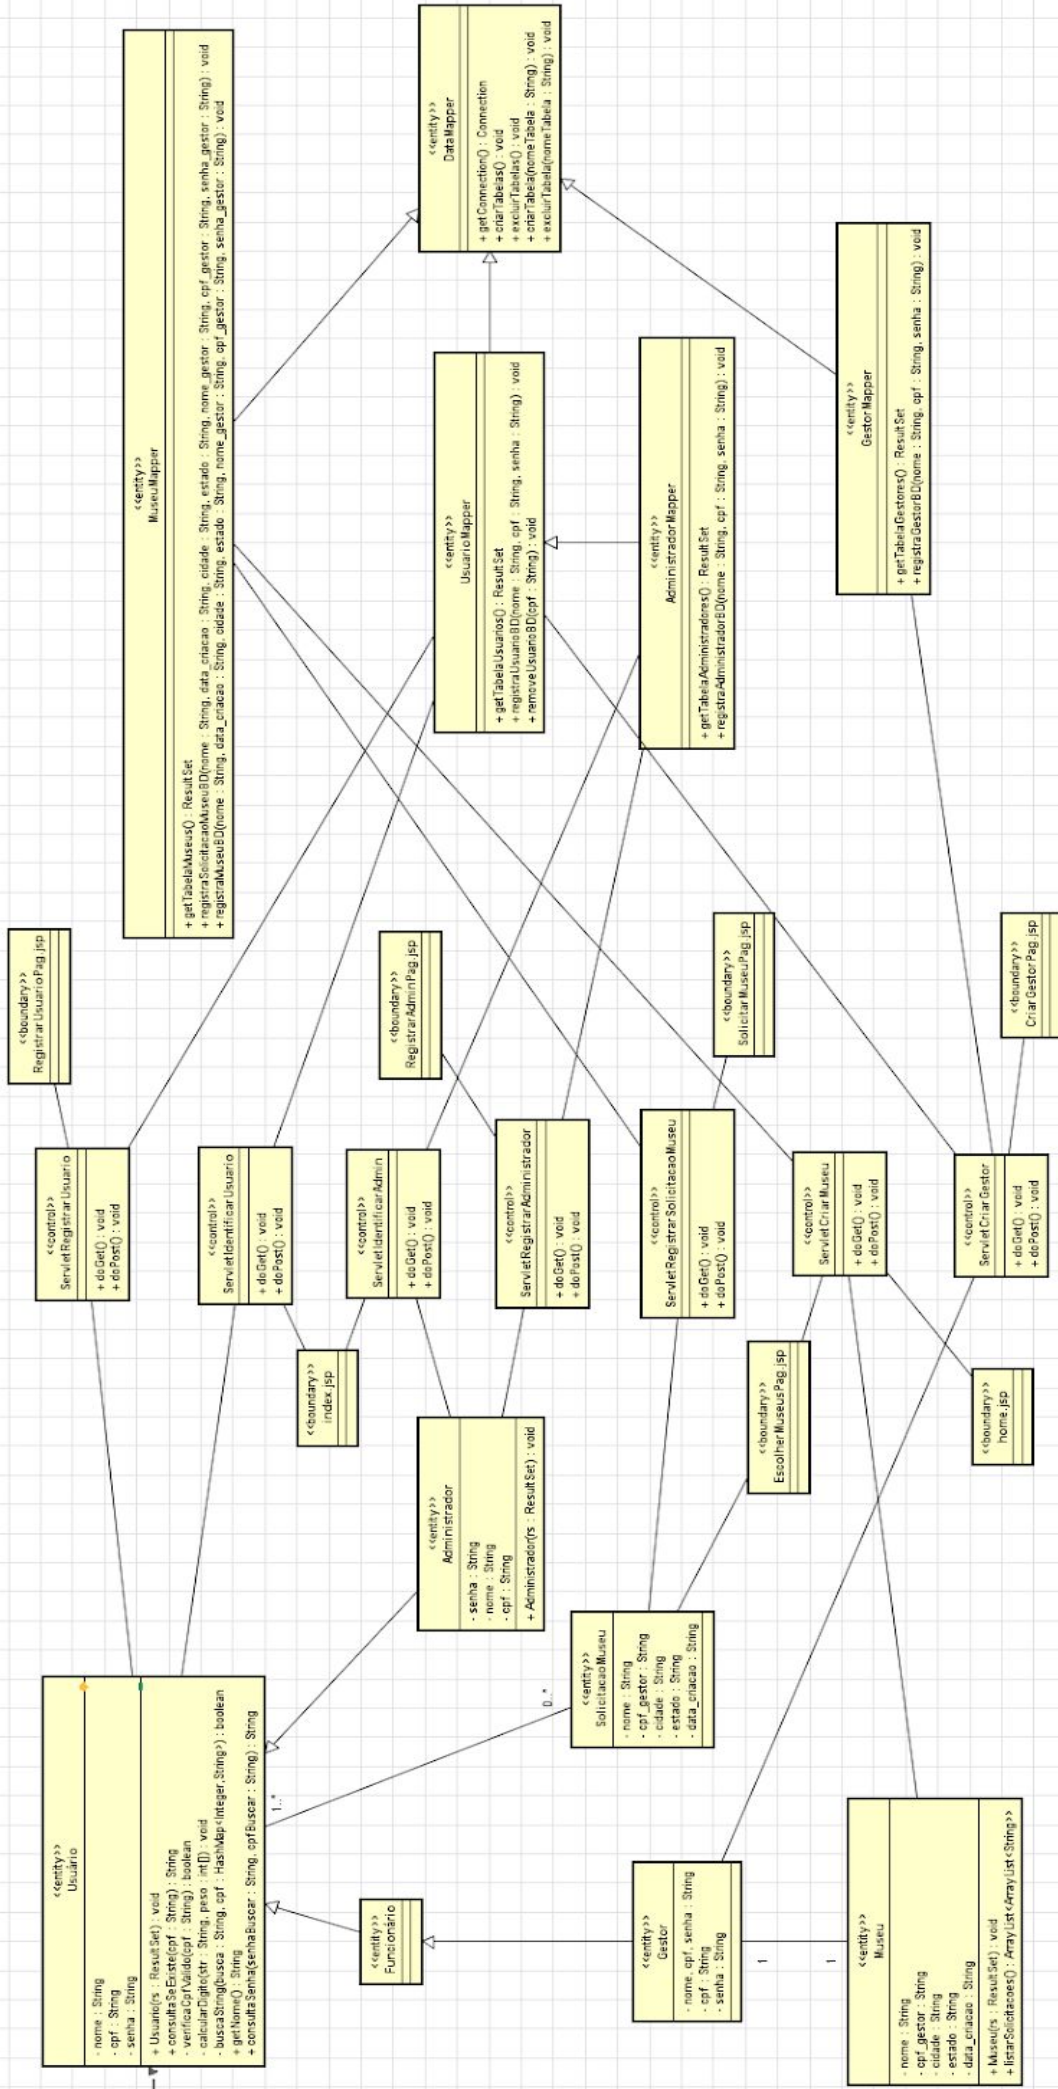 <<entity>>
MuseuMapper
+ getTabelaMuseus() : ResultSet
+ registraSolicitacaoMuseuBD(nome : String, data_criacao : String, cidade : String, estado : String, nome_gestor : String, cpf_gestor : String, senha_gestor : String) : void
+ registraMuseuBD(nome : String, data_criacao : String, cidade : String, estado : String, nome_gestor : String, cpf_gestor : String, senha_gestor : String) : void
<<entity>>
DataMapper
+ getConnection() : Connection
+ criarTabelas() : void
+ excluirTabelas() : void
+ criarTabela(nomeTabela : String) : void
+ excluirTabela(nomeTabela : String) : void
<<entity>>
UsuarioMapper
+ getTabelaUsuarios() : ResultSet
+ registraUsuarioBD(nome : String, cpf : String, senha : String) : void
+ removeUsuarioBD(cpf : String) : void
<<entity>>
AdministradorMapper
+ getTabelaAdministradores() : ResultSet
+ registraAdministradorBD(nome : String, cpf : String, senha : String) : void
<<entity>>
GestorMapper
+ getTabelaGestores() : ResultSet
+ registraGestorBD(nome : String, cpf : String, senha : String) : void
<<boundary>>
RegistrarUsuarioPag.jsp
<<boundary>>
RegistrarAdminPag.jsp
<<boundary>>
SolicitarMuseuPag.jsp
<<boundary>>
CriarGestorPag.jsp
<<control>>
ServletRegistrarUsuario
+ doGet() : void
+ doPost() : void
<<control>>
ServletIdentificarUsuario
+ doGet() : void
+ doPost() : void
<<control>>
ServletIdentificarAdmin
+ doGet() : void
+ doPost() : void
<<control>>
ServletRegistrarAdministrador
+ doGet() : void
+ doPost() : void
<<control>>
ServletRegistrarSolicitacaoMuseu
+ doGet() : void
+ doPost() : void
<<control>>
ServletCriarMuseu
+ doGet() : void
+ doPost() : void
<<control>>
ServletCriarGestor
+ doGet() : void
+ doPost() : void
<<boundary>>
index.jsp
<<boundary>>
EscolherMuseusPag.jsp
<<boundary>>
home.jsp
<<entity>>
Administrador
- senha : String
- nome : String
- cpf : String
+ Administrador(rs : ResultSet) : void
<<entity>>
SolicitacaoMuseu
- nome : String
- cpf_gestor : String
- cidade : String
- estado : String
- data_criacao : String
0..*
1..*
<<entity>>
Usuário
- nome : String
- cpf : String
- senha : String
+ Usuario(rs : ResultSet) : void
+ consultaSeExiste(cpf : String) : String
- verificaCpfValido(cpf : String) : boolean
- calcularDigito(str : String, peso : int[]) : void
- buscaString(busca : String, cpf : HashMap<Integer,String>) : boolean
+ getNome() : String
+ consultaSenha(senhaBuscar : String, cpfBuscar : String) : String
<<entity>>
Funcionário
<<entity>>
Gestor
- nome, cpf, senha : String
- cpf : String
- senha : String
1
1
<<entity>>
Museu
- nome : String
- cpf_gestor : String
- cidade : String
- estado : String
- data_criacao : String
+ Museu(rs : ResultSet) : void
+ listarSolicitacoes() : ArrayList<ArrayList<String>>